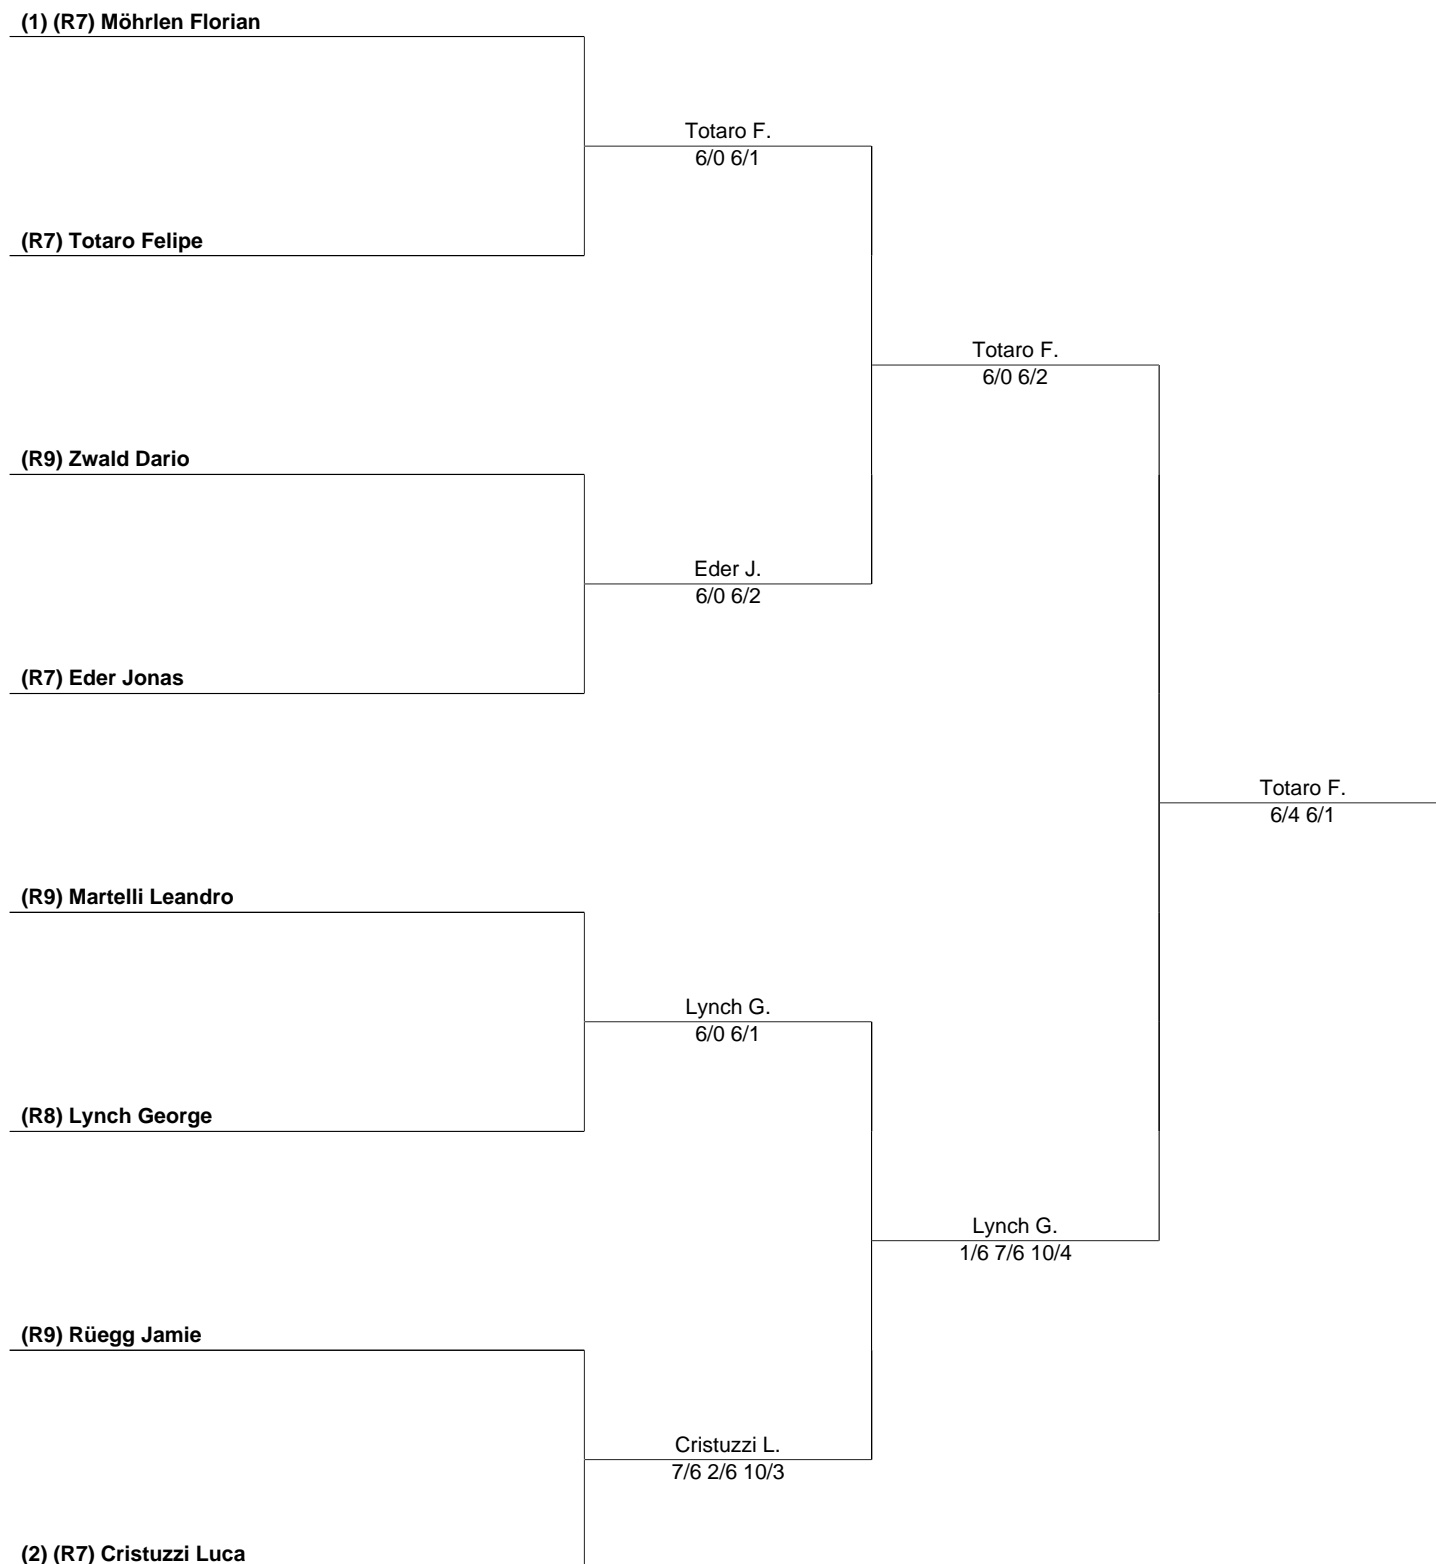 (1) (R7) Möhrlen Florian
Totaro F.
6/0 6/1
(R7) Totaro Felipe
Totaro F.
6/0 6/2
(R9) Zwald Dario
Eder J.
6/0 6/2
(R7) Eder Jonas
Totaro F.
6/4 6/1
(R9) Martelli Leandro
Lynch G.
6/0 6/1
(R8) Lynch George
Lynch G.
1/6 7/6 10/4
(R9) Rüegg Jamie
Cristuzzi L.
7/6 2/6 10/3
(2) (R7) Cristuzzi Luca